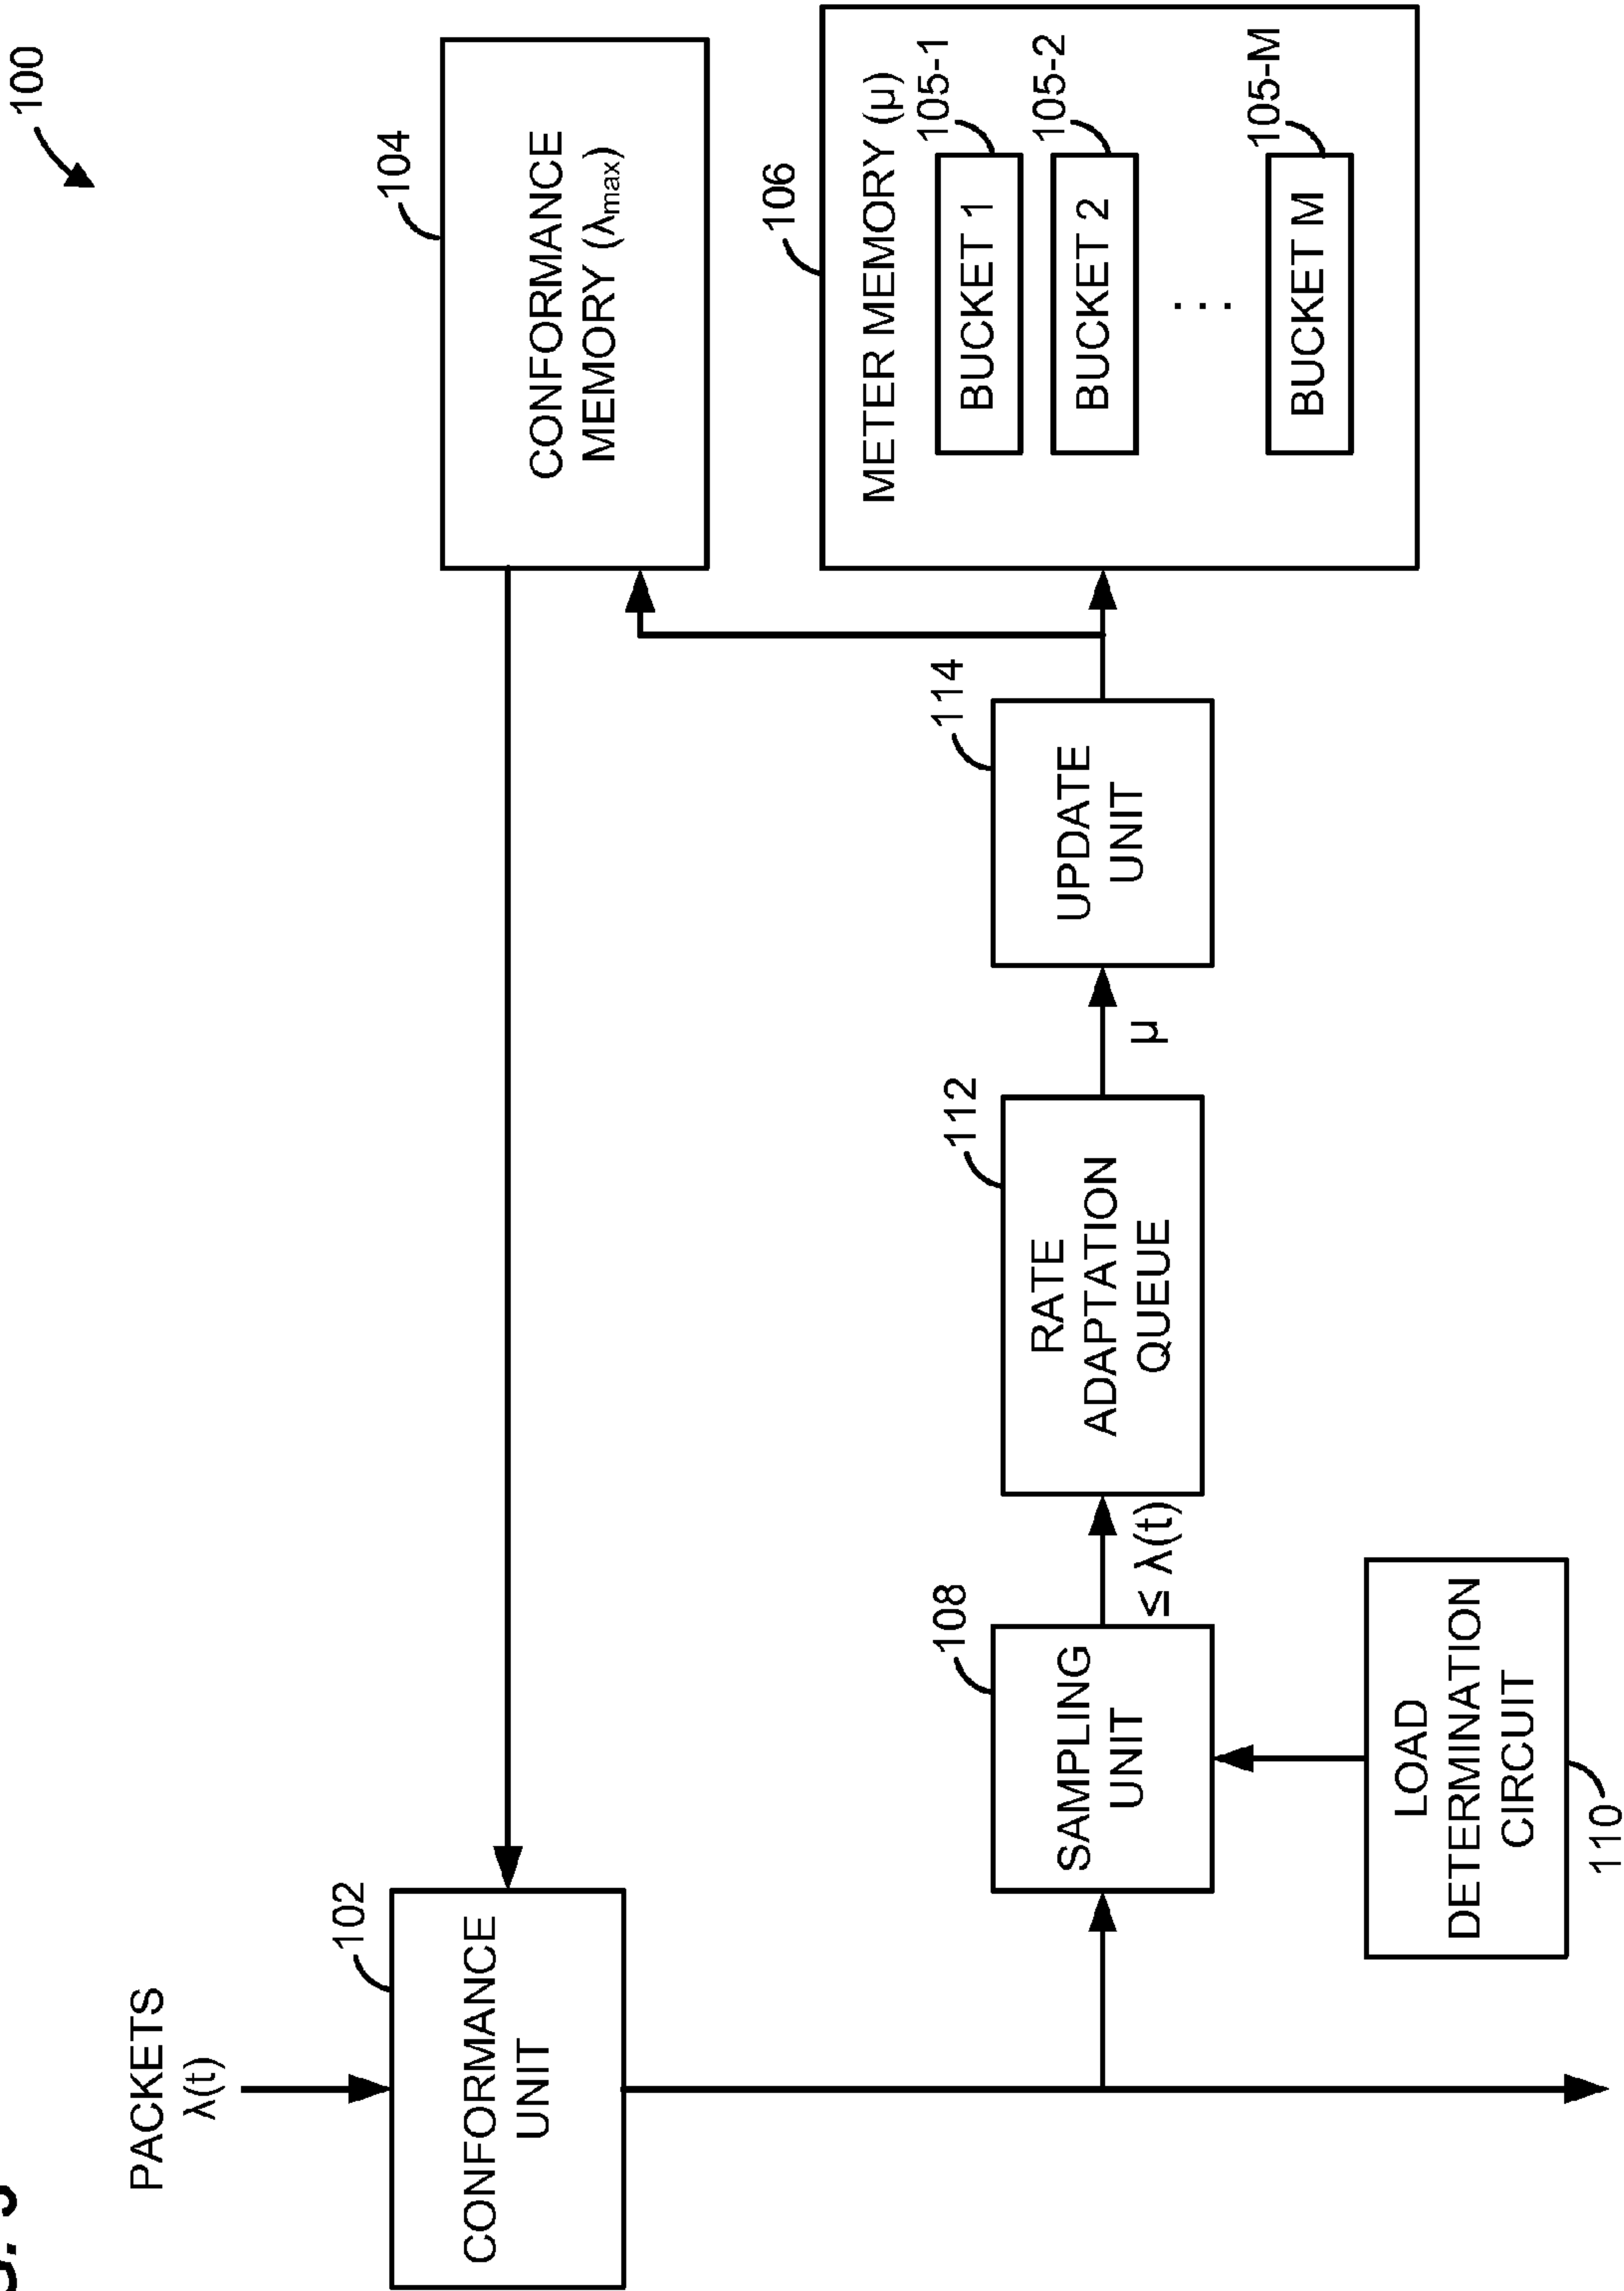 100
PACKETS
λ(t)
102
CONFORMANCE
UNIT
104
CONFORMANCE
MEMORY (λmax)
106
METER MEMORY (μ)
105-1
BUCKET 1
105-2
BUCKET 2
...
105-M
BUCKET M
108
SAMPLING
UNIT
≤ λ(t)
112
RATE
ADAPTATION
QUEUE
μ
114
UPDATE
UNIT
LOAD
DETERMINATION
CIRCUIT
110